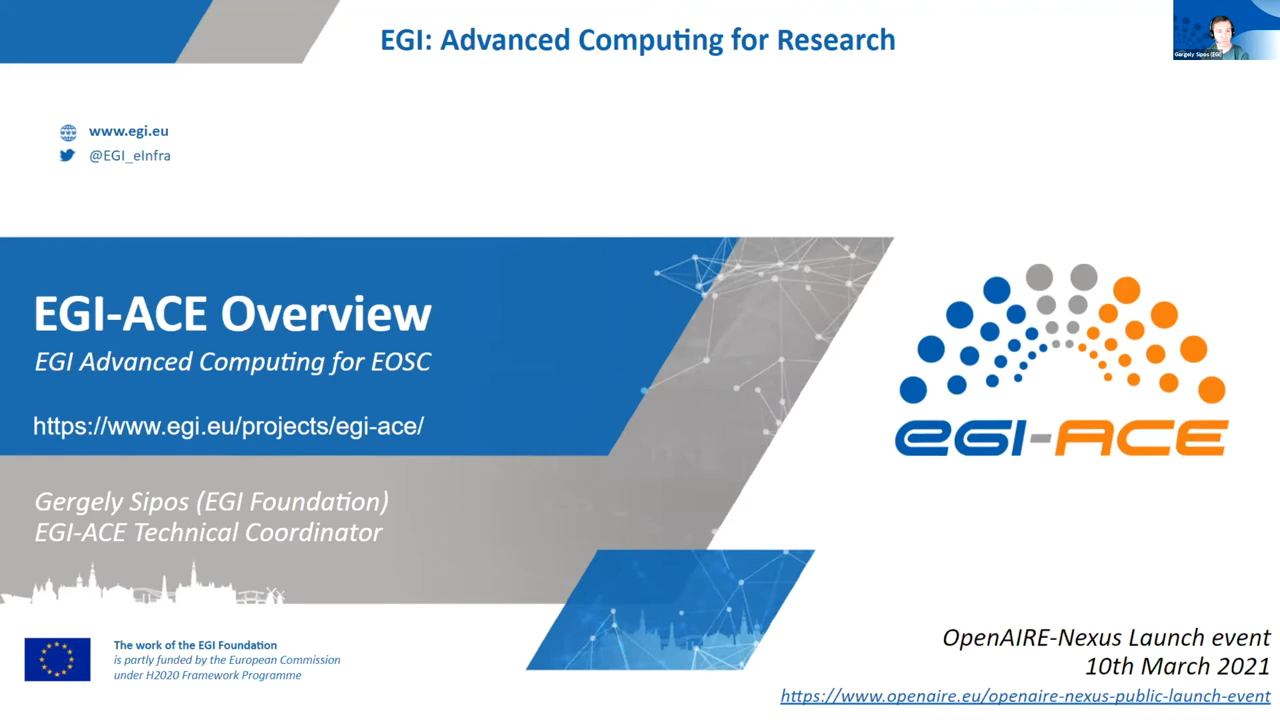 EGI: Advanced Computing for Research
Gergely Sipos (EGI)
www.egi.eu
@EGI_eInfra
EGI-ACE Overview
EGI Advanced Computing for EOSC
https://www.egi.eu/projects/egi-ace/
EGI-ACE
Gergely Sipos (EGI Foundation)
EGI-ACE Technical Coordinator
The work of the EGI Foundation
is partly funded by the European Commission
under H2020 Framework Programme
OpenAIRE-Nexus Launch event
10th March 2021
https://www.openaire.eu/openaire-nexus-public-launch-event